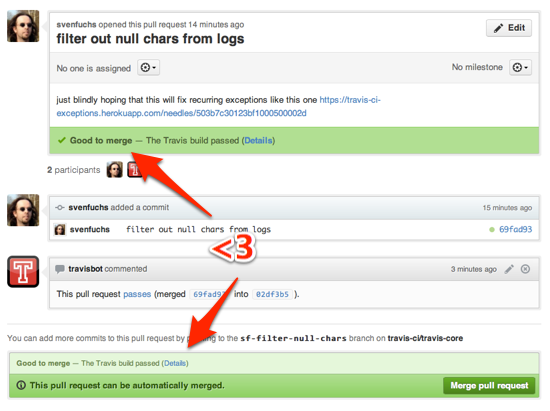 svenfuchs opened this pull request 14 minutes ago
filter out null chars from logs
Edit
No one is assigned
No milestone
just blindly hoping that this will fix recurring exceptions like this one https://travis-ci-
exceptions.herokuapp.com/needles/503b7c30123bf1000500002d
Good to merge — The Travis build passed (Details)
2 participants
svenfuchs added a commit
15 minutes ago
svenfuchs filter out null chars from logs
69fad93
<3
travisbot commented
3 minutes ago
This pull request passes (merged 69fad93 into 02df3b5 ).
You can add more commits to this pull request by pushing to the sf-filter-null-chars branch on travis-ci/travis-core
Good to merge — The Travis build passed (Details)
This pull request can be automatically merged.
Merge pull request